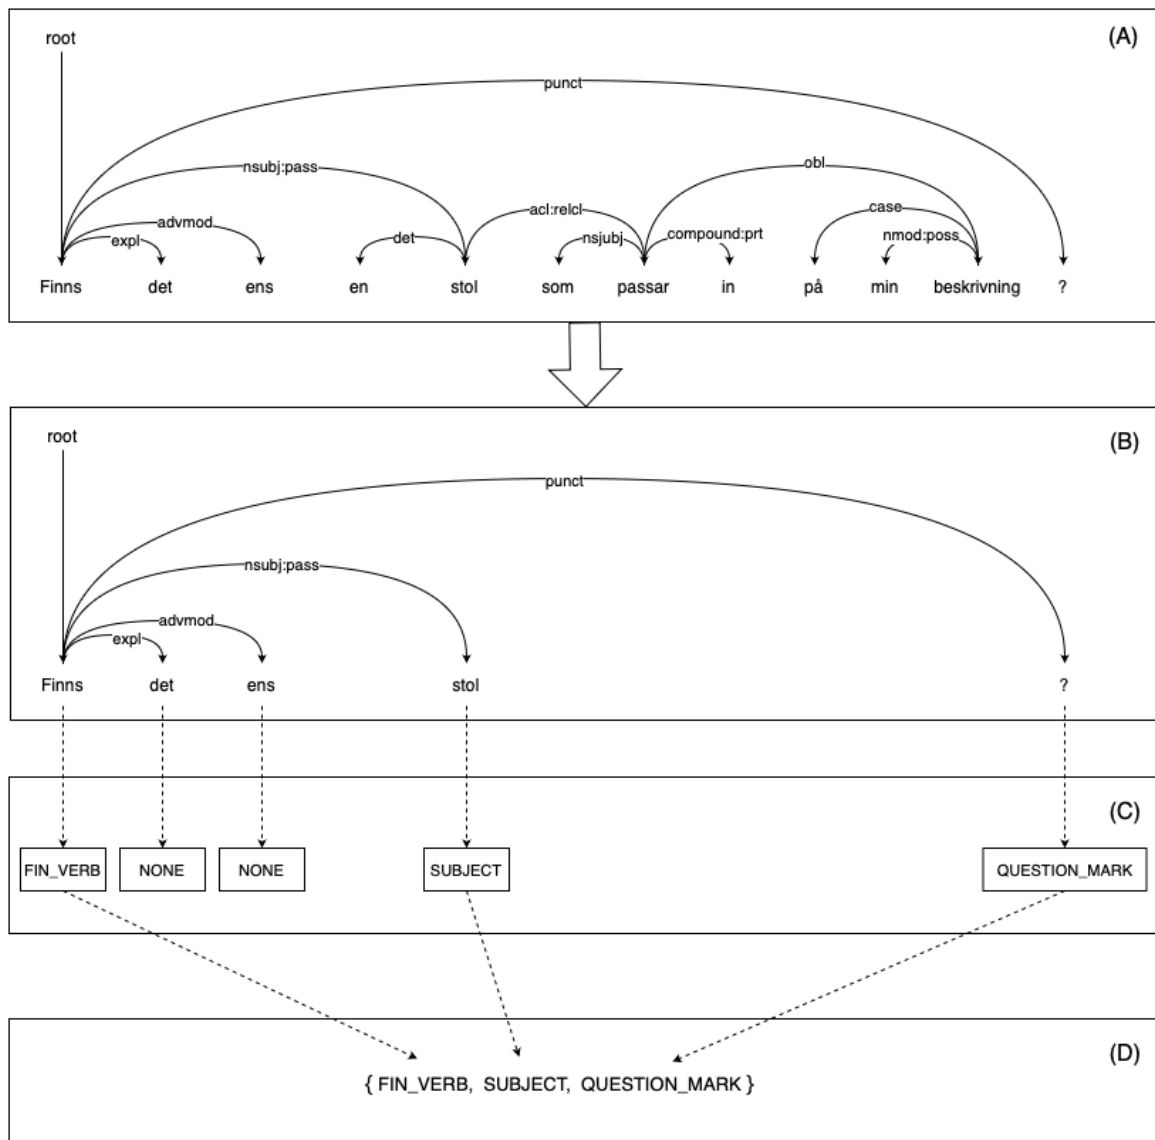 (A)
root
punct
nsubj:pass
obl
advmod
acl:relcl
case
expl
det
nsjubj
compound:prt
nmod:poss
Finns det ens en stol som passar in på min beskrivning ?
(B)
root
punct
nsubj:pass
advmod
expl
Finns det ens stol ?
(C)
FIN_VERB NONE NONE SUBJECT QUESTION_MARK
(D)
{ FIN_VERB, SUBJECT, QUESTION_MARK }